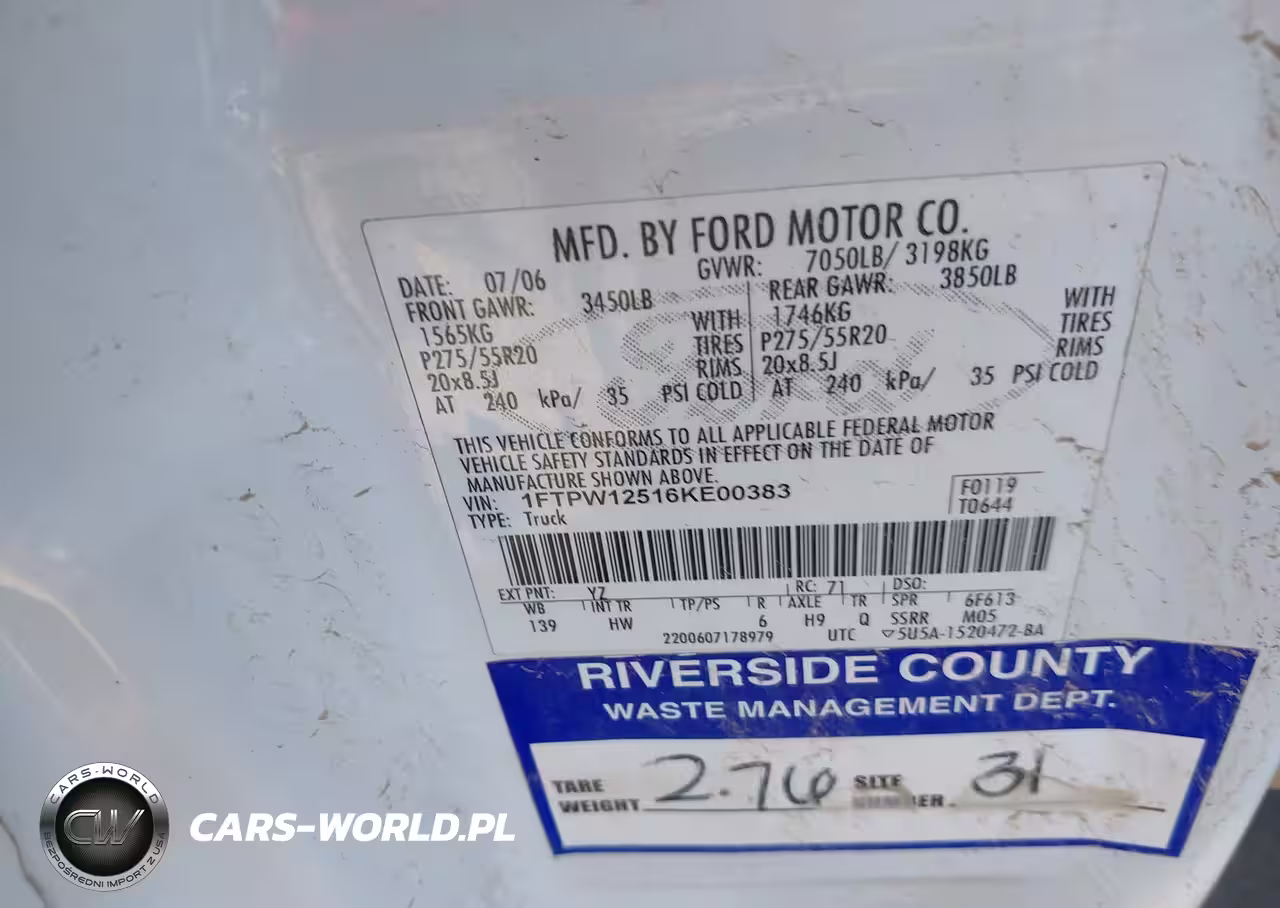 MFD. BY FORD MOTOR CO.
DATE: 07/06 GVWR: 7050LB/ 3198KG
FRONT GAWR: 3450LB REAR GAWR: 3850LB
1565KG WITH 1746KG WITH
P275/55R20 TIRES P275/55R20 TIRES
20x8.5J RIMS 20x8.5J RIMS
AT 240 kPa/ 35 PSI COLD AT 240 kPa/ 35 PSI COLD
THIS VEHICLE CONFORMS TO ALL APPLICABLE FEDERAL MOTOR
VEHICLE SAFETY STANDARDS IN EFFECT ON THE DATE OF
MANUFACTURE SHOWN ABOVE.
VIN: 1FTPW12516KE00383 F0119
TYPE: Truck T0644
EXT PNT: YZ RC: 71 DSO:
WB INT TR TP/PS R AXLE TR SPR 6F613
139 HW 6 H9 Q SSRR M05
2200607178979 UTC ▽5U5A-1520472-BA
RIVERSIDE COUNTY
WASTE MANAGEMENT DEPT.
TARE WEIGHT 2.76 SITE NUMBER. 31
CARS-WORLD
CW
BEZPOŚREDNI IMPORT Z USA
CARS-WORLD.PL